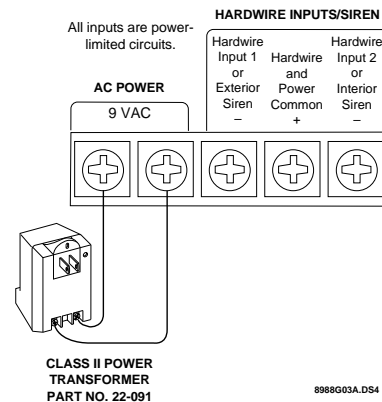 HARDWIRE INPUTS/SIREN
All inputs are power-
limited circuits.
AC POWER
9 VAC
Hardwire
Input 1
or
Exterior
Siren
–
Hardwire
and
Power
Common
+
Hardwire
Input 2
or
Interior
Siren
–
CLASS II POWER
TRANSFORMER
PART NO. 22-091
8988G03A.DS4